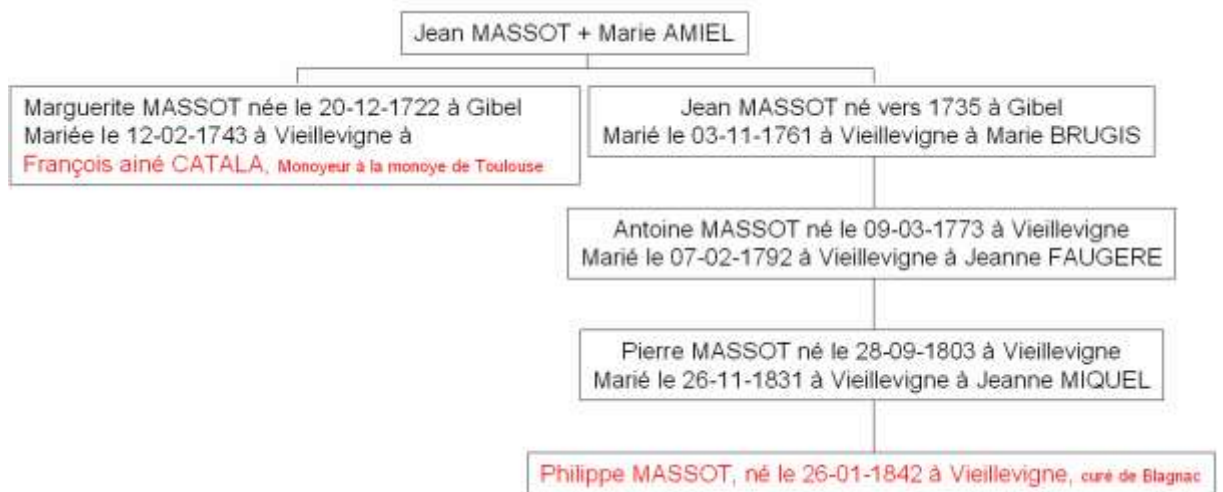 Jean MASSOT + Marie AMIEL
Marguerite MASSOT née le 20-12-1722 à Gibel
Mariée le 12-02-1743 à Vieillevigne à
François ainé CATALA, Monoyeur à la monoye de Toulouse
Jean MASSOT né vers 1735 à Gibel
Marié le 03-11-1761 à Vieillevigne à Marie BRUGIS
Antoine MASSOT né le 09-03-1773 à Vieillevigne
Marié le 07-02-1792 à Vieillevigne à Jeanne FAUGERE
Pierre MASSOT né le 28-09-1803 à Vieillevigne
Marié le 26-11-1831 à Vieillevigne à Jeanne MIQUEL
Philippe MASSOT, né le 26-01-1842 à Vieillevigne, curé de Blagnac